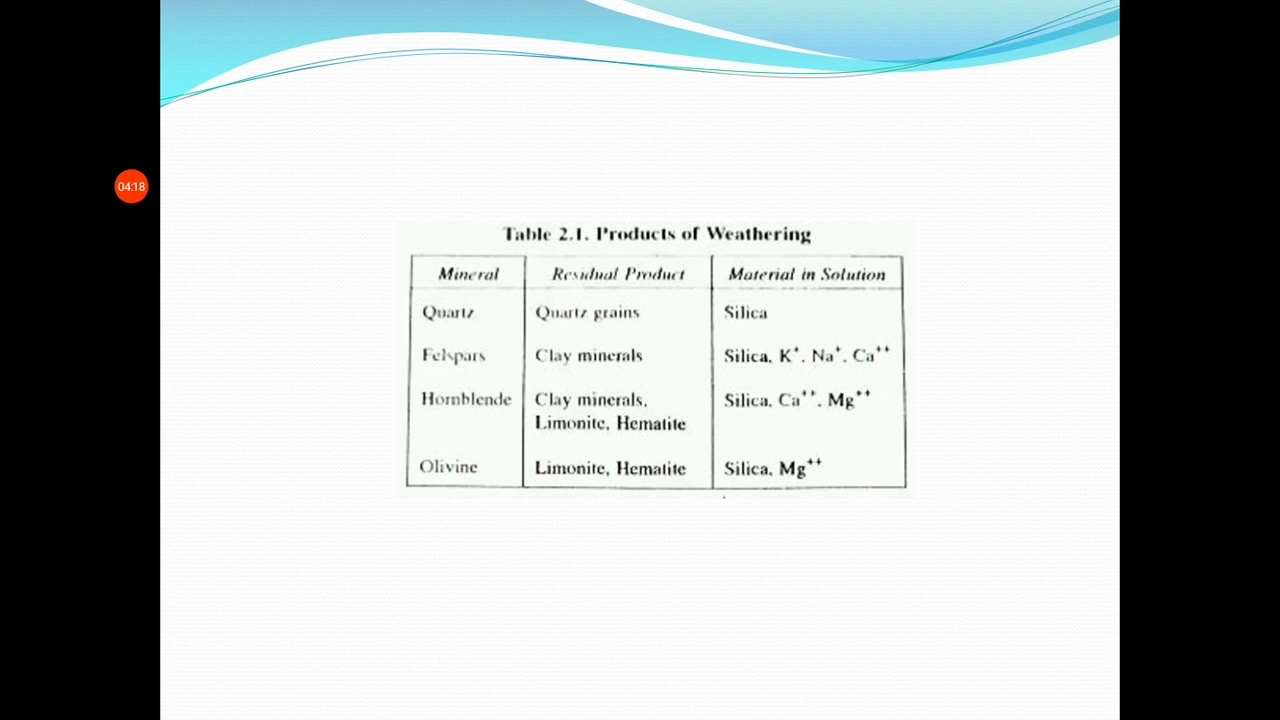 04:18
Table 2.1. Products of Weathering
Mineral Residual Product Material in Solution
Quartz Quartz grains Silica
Felspars Clay minerals Silica, K⁺. Na⁺. Ca⁺⁺
Hornblende Clay minerals, Silica, Ca⁺⁺. Mg⁺⁺
Limonite, Hematite
Olivine Limonite, Hematite Silica, Mg⁺⁺